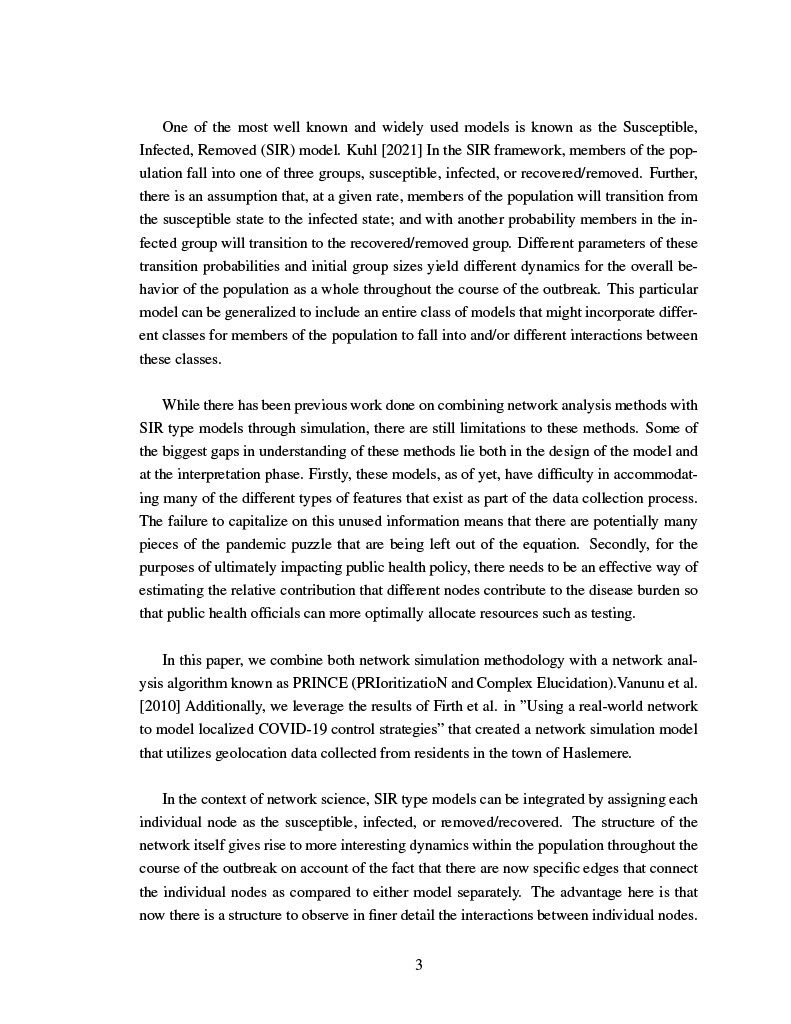 One of the most well known and widely used models is known as the Susceptible,
Infected, Removed (SIR) model. Kuhl [2021] In the SIR framework, members of the pop-
ulation fall into one of three groups, susceptible, infected, or recovered/removed. Further,
there is an assumption that, at a given rate, members of the population will transition from
the susceptible state to the infected state; and with another probability members in the in-
fected group will transition to the recovered/removed group. Different parameters of these
transition probabilities and initial group sizes yield different dynamics for the overall be-
havior of the population as a whole throughout the course of the outbreak. This particular
model can be generalized to include an entire class of models that might incorporate differ-
ent classes for members of the population to fall into and/or different interactions between
these classes.
While there has been previous work done on combining network analysis methods with
SIR type models through simulation, there are still limitations to these methods. Some of
the biggest gaps in understanding of these methods lie both in the design of the model and
at the interpretation phase. Firstly, these models, as of yet, have difficulty in accommodat-
ing many of the different types of features that exist as part of the data collection process.
The failure to capitalize on this unused information means that there are potentially many
pieces of the pandemic puzzle that are being left out of the equation. Secondly, for the
purposes of ultimately impacting public health policy, there needs to be an effective way of
estimating the relative contribution that different nodes contribute to the disease burden so
that public health officials can more optimally allocate resources such as testing.
In this paper, we combine both network simulation methodology with a network anal-
ysis algorithm known as PRINCE (PRIoritizatioN and Complex Elucidation).Vanunu et al.
[2010] Additionally, we leverage the results of Firth et al. in ”Using a real-world network
to model localized COVID-19 control strategies” that created a network simulation model
that utilizes geolocation data collected from residents in the town of Haslemere.
In the context of network science, SIR type models can be integrated by assigning each
individual node as the susceptible, infected, or removed/recovered. The structure of the
network itself gives rise to more interesting dynamics within the population throughout the
course of the outbreak on account of the fact that there are now specific edges that connect
the individual nodes as compared to either model separately. The advantage here is that
now there is a structure to observe in finer detail the interactions between individual nodes.
3